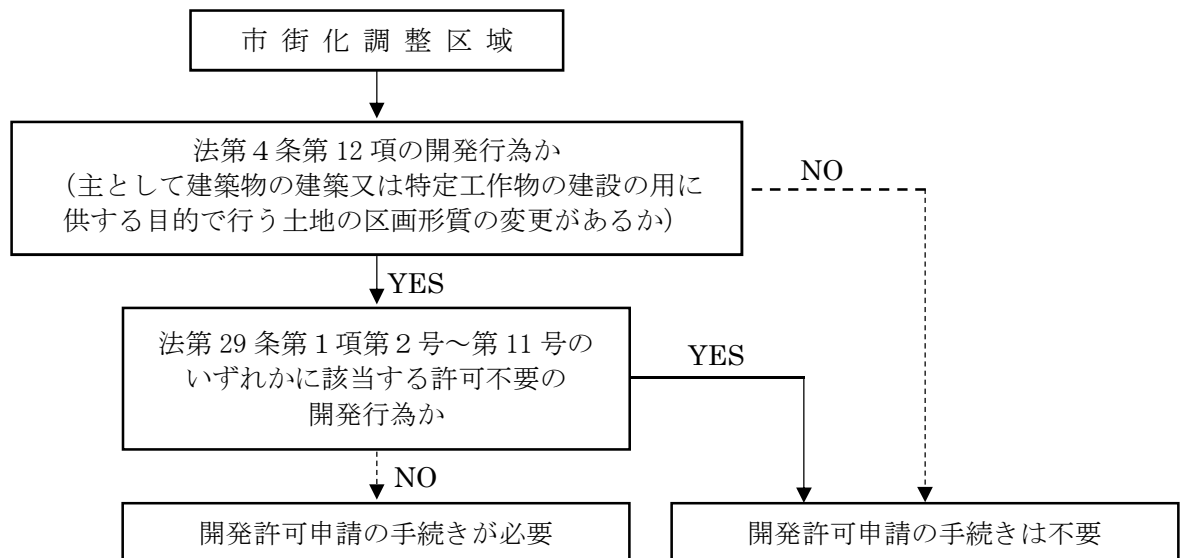 市街化調整区域
法第４条第 12 項の開発行為か
（主として建築物の建築又は特定工作物の建設の用に
供する目的で行う土地の区画形質の変更があるか）
NO
YES
法第 29 条第１項第２号～第 11 号の
いずれかに該当する許可不要の
開発行為か
YES
NO
開発許可申請の手続きが必要
開発許可申請の手続きは不要